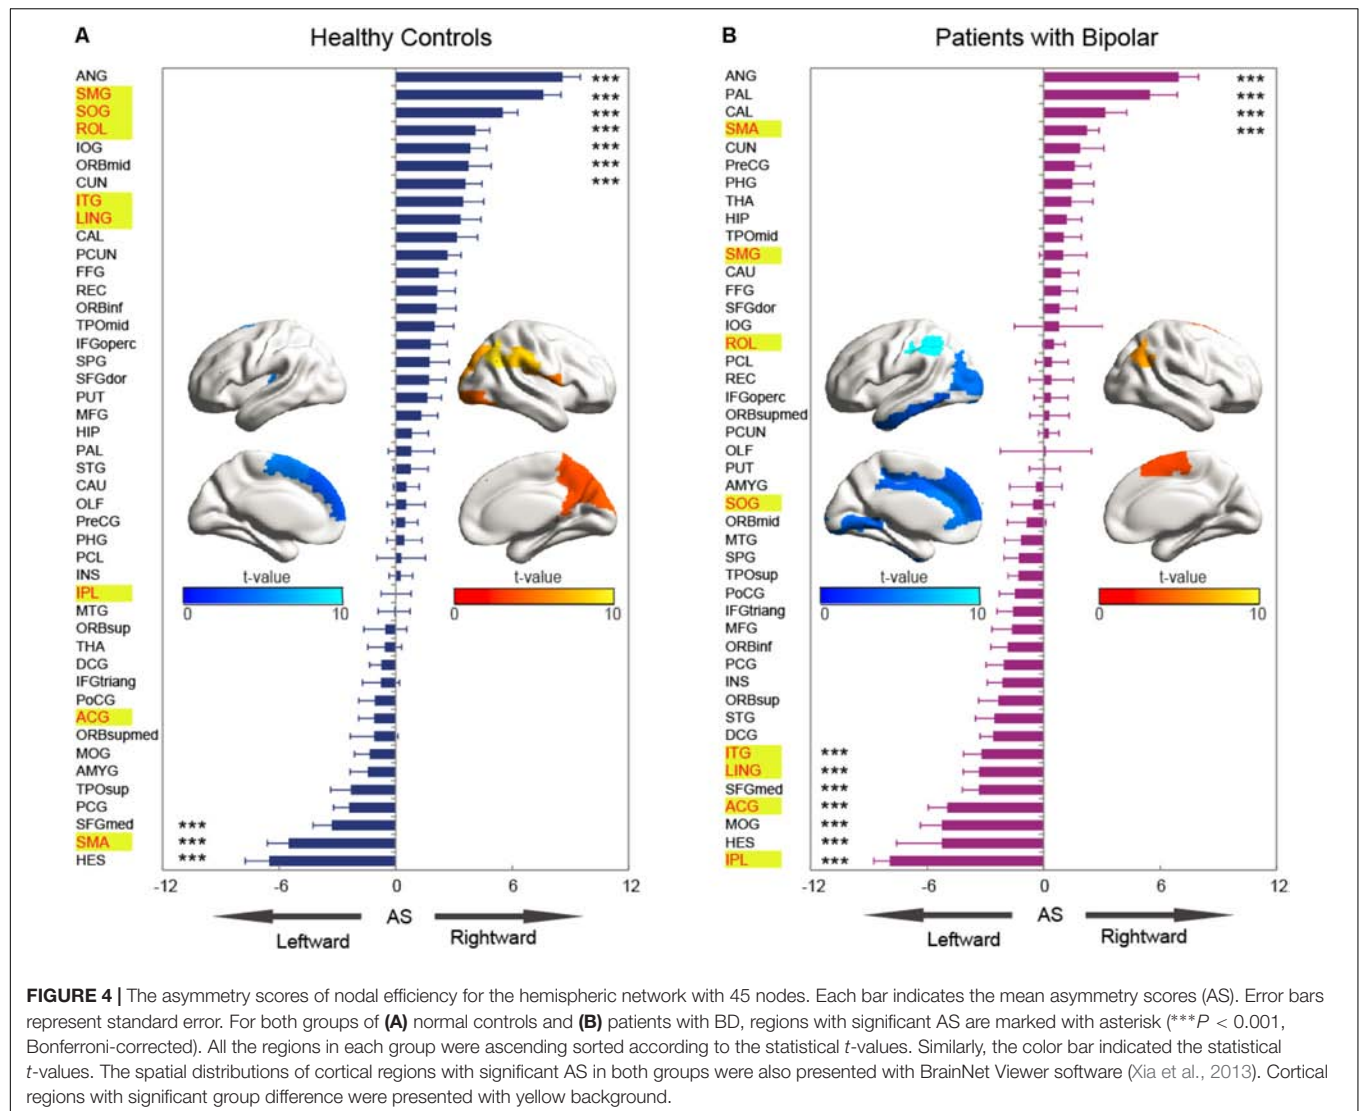 A
Healthy Controls
ANG ***
SMG ***
SOG ***
ROL ***
IOG ***
ORBmid ***
CUN ***
ITG
LING
CAL
PCUN
FFG
REC
ORBinf
TPOmid
IFGoperc
SPG
SFGdor
PUT
MFG
HIP
PAL
STG
CAU
OLF
PreCG
PHG
PCL
INS
IPL
MTG
ORBsup
THA
DCG
IFGtriang
PoCG
ACG
ORBsupmed
MOG
AMYG
TPOsup
PCG
SFGmed ***
SMA ***
HES ***
t-value
0 10
t-value
0 10
-12 -6 0 6 12
AS
Leftward Rightward
B
Patients with Bipolar
ANG ***
PAL ***
CAL ***
SMA ***
CUN
PreCG
PHG
THA
HIP
TPOmid
SMG
CAU
FFG
SFGdor
IOG
ROL
PCL
REC
IFGoperc
ORBsupmed
PCUN
OLF
PUT
AMYG
SOG
ORBmid
MTG
SPG
TPOsup
PoCG
IFGtriang
MFG
ORBinf
PCG
INS
ORBsup
STG
DCG
ITG ***
LING ***
SFGmed ***
ACG ***
MOG ***
HES ***
IPL ***
t-value
0 10
t-value
0 10
-12 -6 0 6 12
AS
Leftward Rightward
FIGURE 4 | The asymmetry scores of nodal efficiency for the hemispheric network with 45 nodes. Each bar indicates the mean asymmetry scores (AS). Error bars
represent standard error. For both groups of (A) normal controls and (B) patients with BD, regions with significant AS are marked with asterisk (***P < 0.001,
Bonferroni-corrected). All the regions in each group were ascending sorted according to the statistical t-values. Similarly, the color bar indicated the statistical
t-values. The spatial distributions of cortical regions with significant AS in both groups were also presented with BrainNet Viewer software (Xia et al., 2013). Cortical
regions with significant group difference were presented with yellow background.